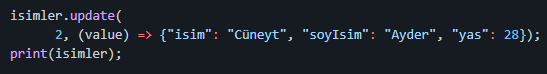 isimler.update(
2, (value) => {"isim": "Cüneyt", "soyIsim": "Ayder", "yas": 28});
print(isimler);